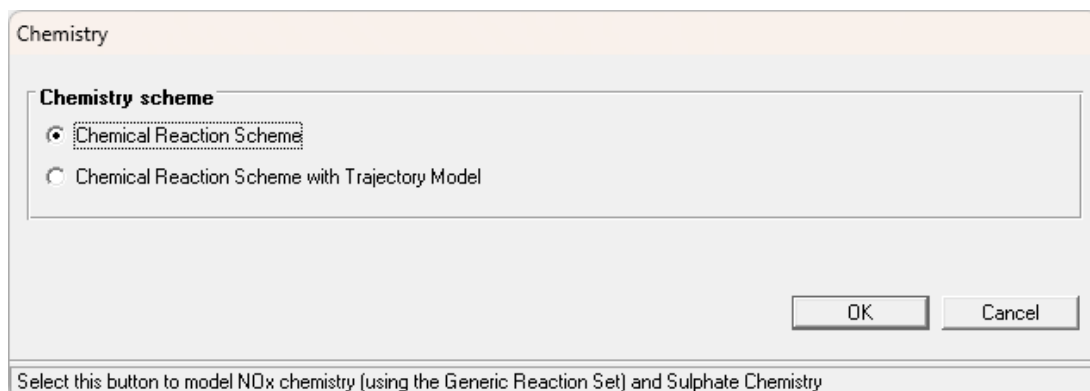 Chemistry
Chemistry scheme
Chemical Reaction Scheme
Chemical Reaction Scheme with Trajectory Model
OK
Cancel
Select this button to model NOx chemistry (using the Generic Reaction Set) and Sulphate Chemistry